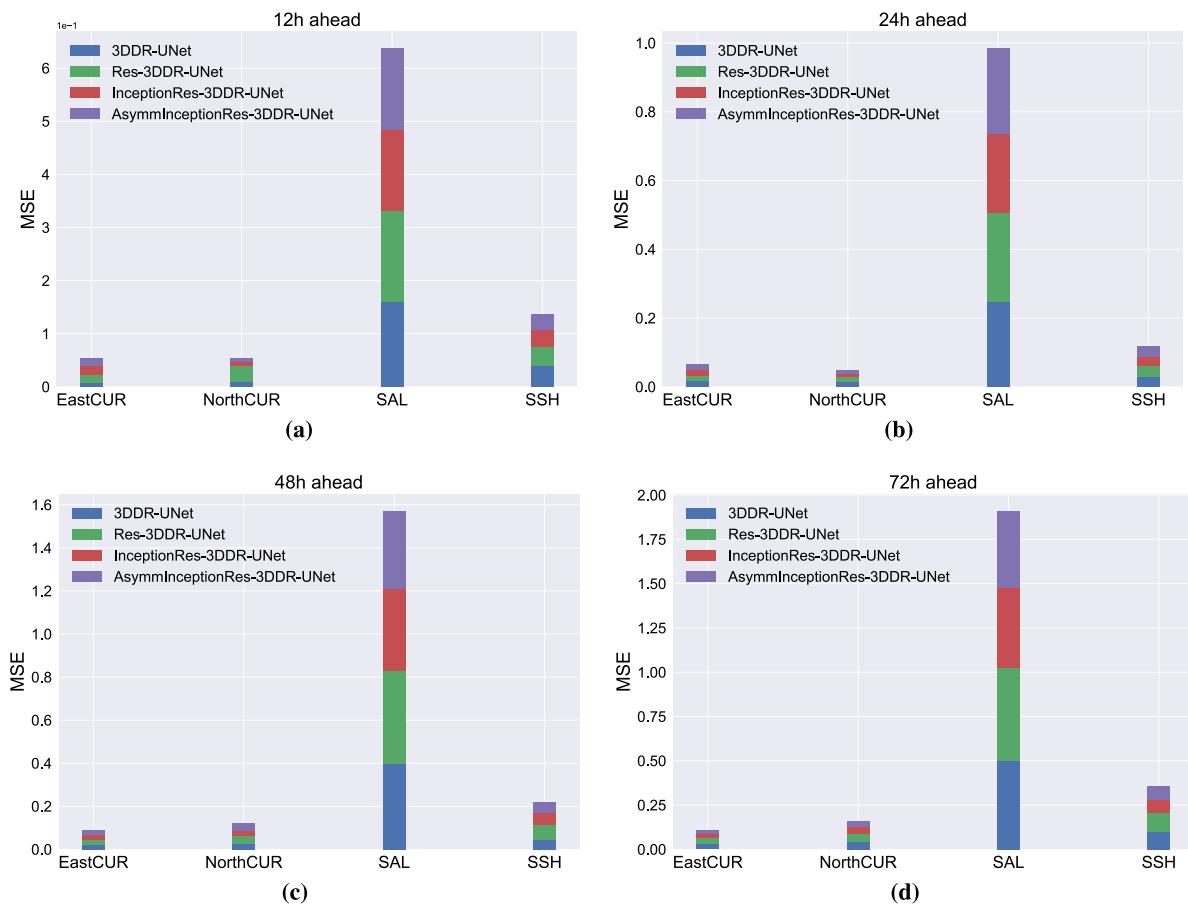 12h ahead
1e−1
3DDR-UNet
Res-3DDR-UNet
InceptionRes-3DDR-UNet
AsymmInceptionRes-3DDR-UNet
MSE
6
5
4
3
2
1
0
EastCUR NorthCUR SAL SSH
(a)
24h ahead
3DDR-UNet
Res-3DDR-UNet
InceptionRes-3DDR-UNet
AsymmInceptionRes-3DDR-UNet
MSE
1.0
0.8
0.6
0.4
0.2
0.0
EastCUR NorthCUR SAL SSH
(b)
48h ahead
3DDR-UNet
Res-3DDR-UNet
InceptionRes-3DDR-UNet
AsymmInceptionRes-3DDR-UNet
MSE
1.6
1.4
1.2
1.0
0.8
0.6
0.4
0.2
0.0
EastCUR NorthCUR SAL SSH
(c)
72h ahead
3DDR-UNet
Res-3DDR-UNet
InceptionRes-3DDR-UNet
AsymmInceptionRes-3DDR-UNet
MSE
2.00
1.75
1.50
1.25
1.00
0.75
0.50
0.25
0.00
EastCUR NorthCUR SAL SSH
(d)